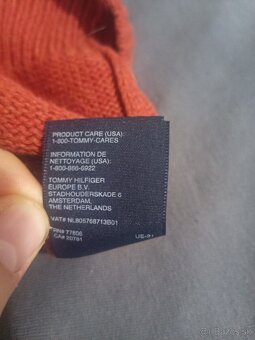 PRODUCT CARE (USA):
1-800-TOMMY-CARES
INFORMATION DE
NETTOYAGE (USA):
1-800-866-6922
TOMMY HILFIGER
EUROPE B.V.
STADHOUDERSKADE 6
AMSTERDAM,
THE NETHERLANDS
VAT# NL805768713B01
RN# 77806
CA# 20781